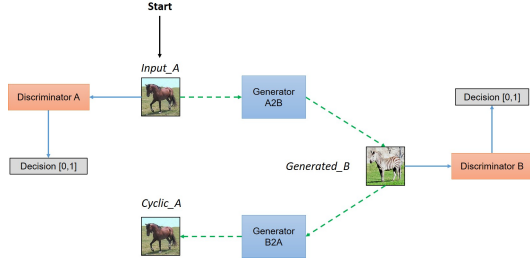 Start
Input_A
Discriminator A
Generator
A2B
Decision [0,1]
Decision [0,1]
Generated_B
Discriminator B
Cyclic_A
Generator
B2A